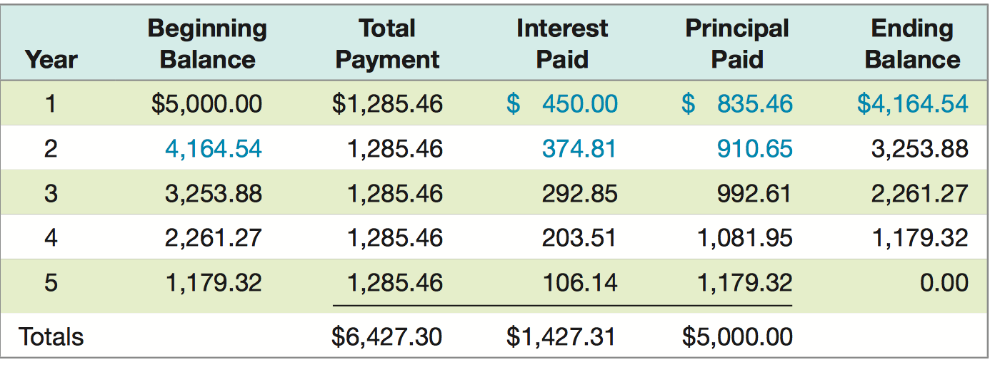 Beginning Total Interest Principal Ending
Year Balance Payment Paid Paid Balance
1 $5,000.00 $1,285.46 $ 450.00 $ 835.46 $4,164.54
2 4,164.54 1,285.46 374.81 910.65 3,253.88
3 3,253.88 1,285.46 292.85 992.61 2,261.27
4 2,261.27 1,285.46 203.51 1,081.95 1,179.32
5 1,179.32 1,285.46 106.14 1,179.32 0.00
Totals $6,427.30 $1,427.31 $5,000.00